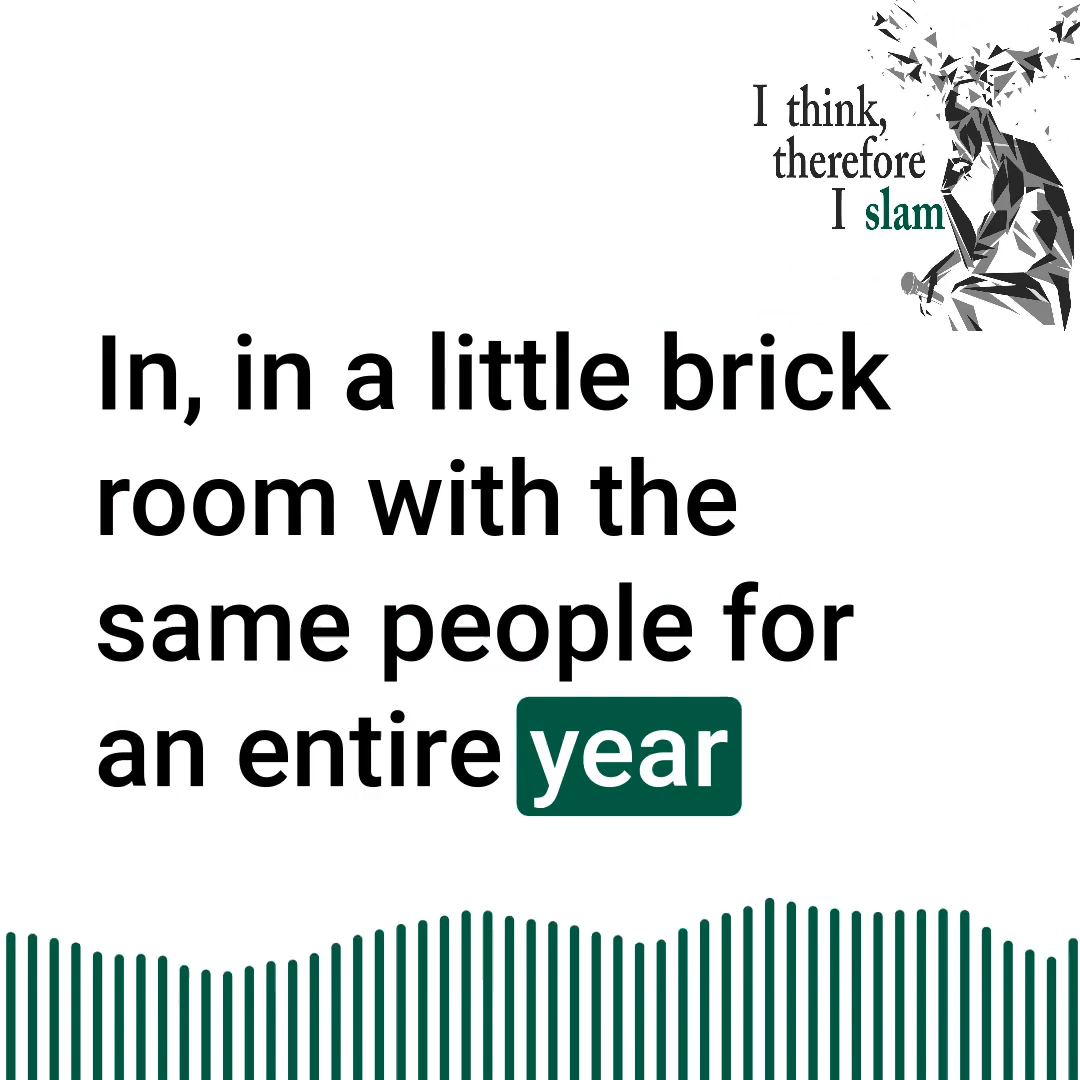 I think,
therefore
I slam
In, in a little brick
room with the
same people for
an entire year